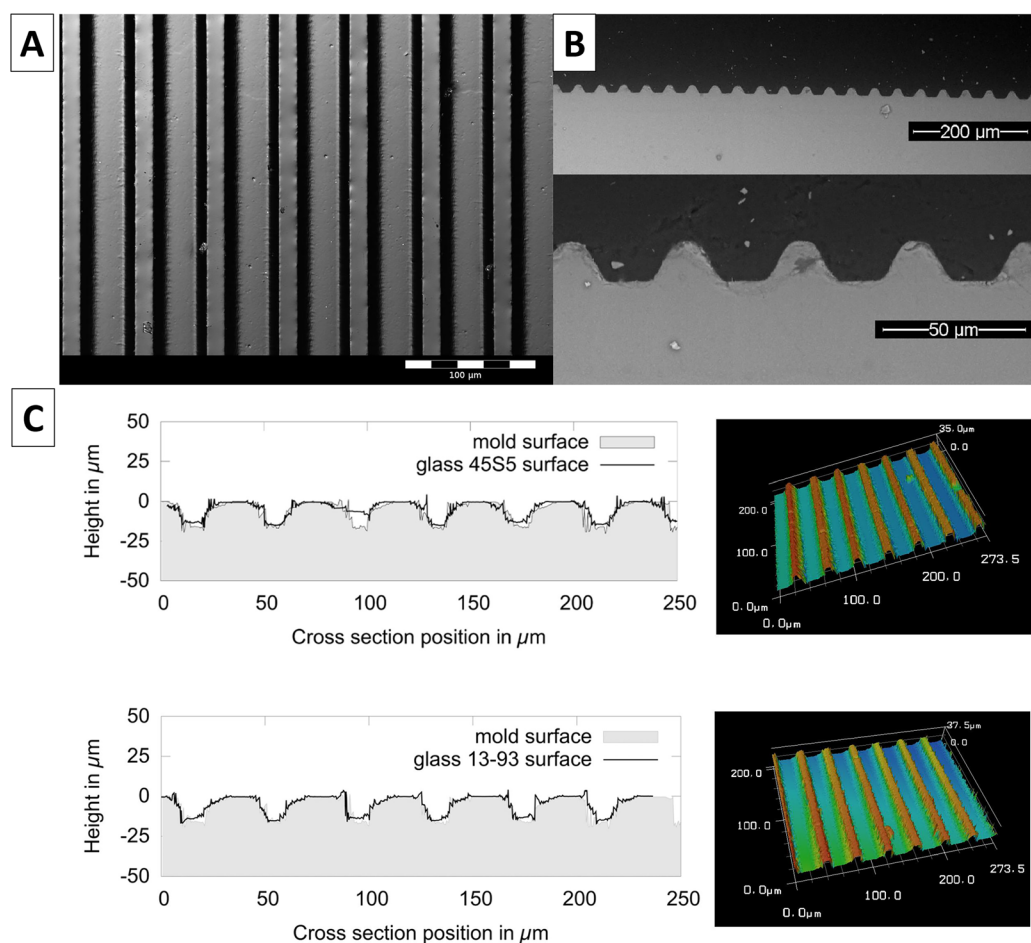 A
B
100 µm
200 µm
50 µm
C
50
25
0
-25
-50
Height in µm
mold surface
glass 45S5 surface
0 50 100 150 200 210 250
Cross section position in µm
35.0µm
0.0
200.0
100.0
0.0µm
0.0µm
100.0
200.0
273.5
50
25
0
-25
-50
Height in µm
mold surface
glass 13-93 surface
0 50 100 150 200 210 250
Cross section position in µm
37.5µm
0.0
200.0
100.0
0.0µm
0.0µm
100.0
200.0
273.5